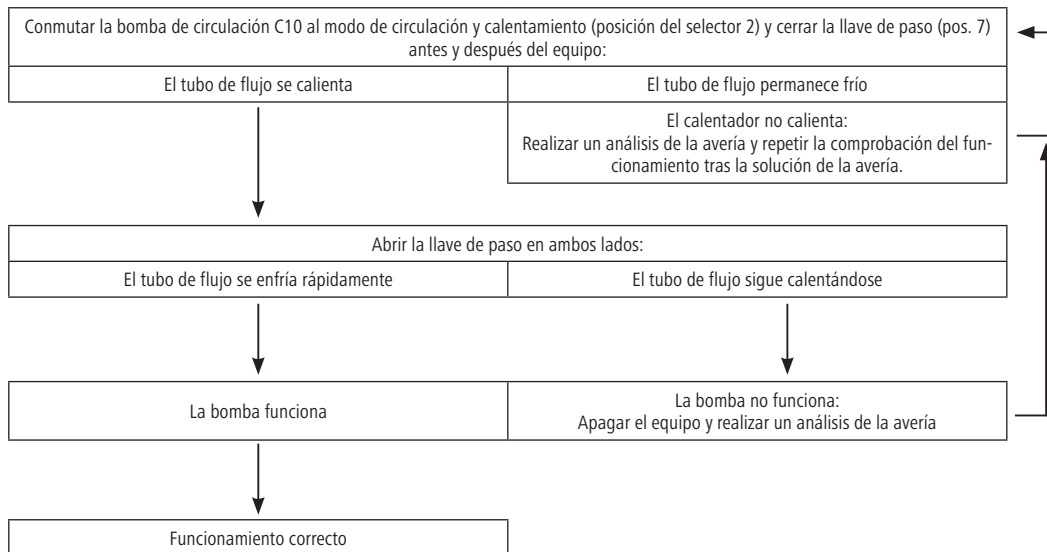 Conmutar la bomba de circulación C10 al modo de circulación y calentamiento (posición del selector 2) y cerrar la llave de paso (pos. 7)
antes y después del equipo:
El tubo de flujo se calienta
El tubo de flujo permanece frío
El calentador no calienta:
Realizar un análisis de la avería y repetir la comprobación del fun-
cionamiento tras la solución de la avería.
Abrir la llave de paso en ambos lados:
El tubo de flujo se enfría rápidamente
El tubo de flujo sigue calentándose
La bomba funciona
La bomba no funciona:
Apagar el equipo y realizar un análisis de la avería
Funcionamiento correcto